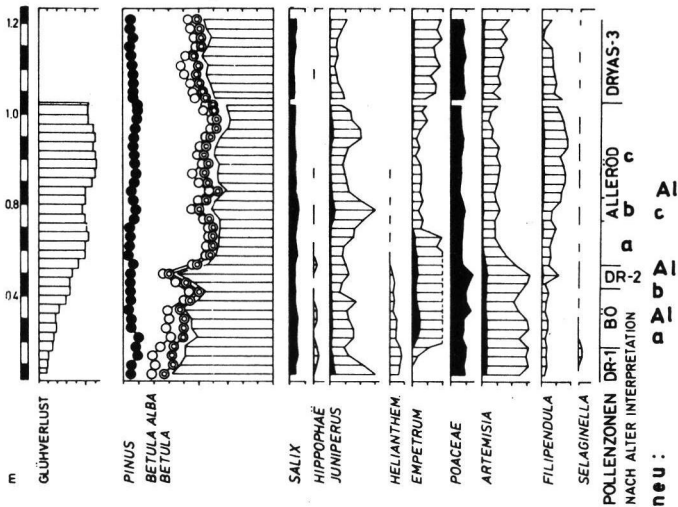 1.2
1.0
0.8
0.4
m
GLÜHVERLUST
PINUS
BETULA ALBA
BETULA
SALIX
HIPPOPHAË
JUNIPERUS
HELIANTHEM.
EMPETRUM
POACEAE
ARTEMISIA
FILIPENDULA
SELAGINELLA
POLLENZONEN
NACH ALTER INTERPRETATION
DR-1
BÖ
DR-2
ALLERÖD
DRYAS-3
a
b
c
neu:
Al
a
Al
b
Al
c